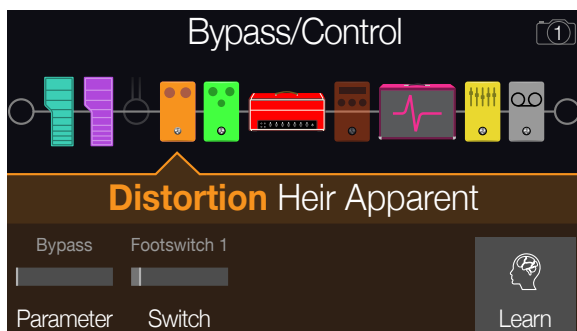 Bypass/Control
1
Distortion Heir Apparent
Bypass Footswitch 1
Parameter Switch Learn